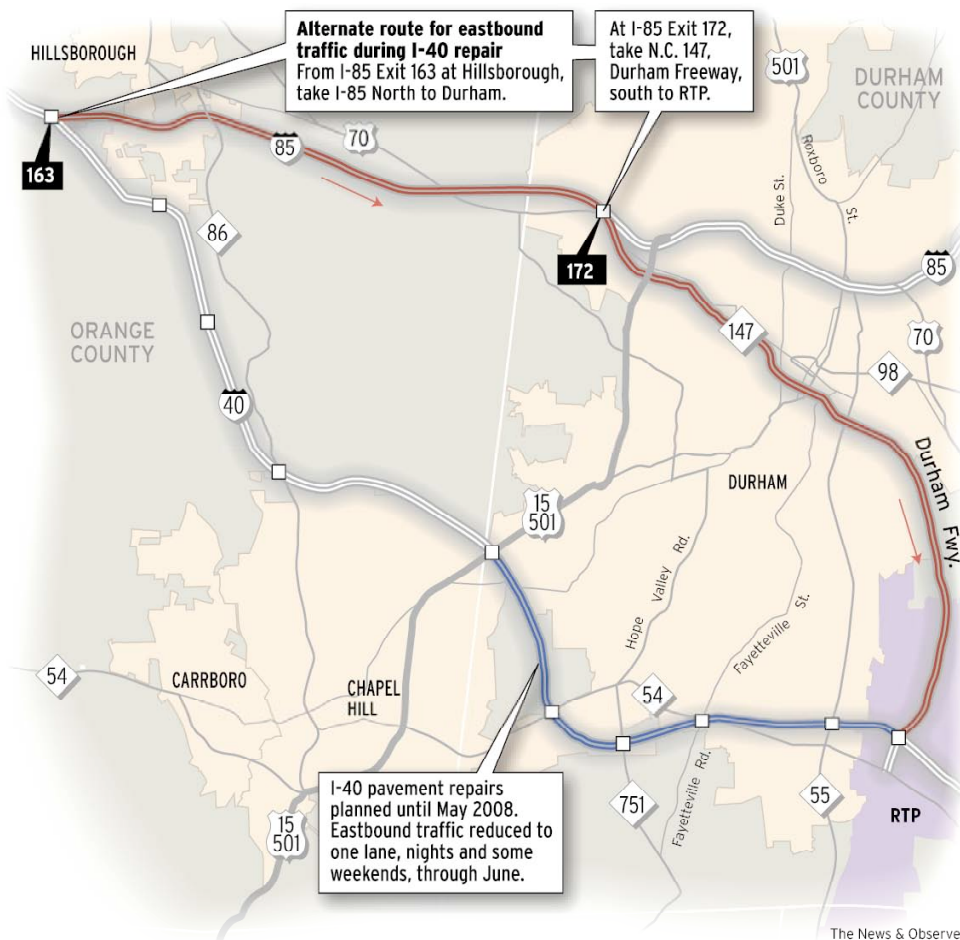 HILLSBOROUGH
Alternate route for eastbound
traffic during I-40 repair
From I-85 Exit 163 at Hillsborough,
take I-85 North to Durham.
At I-85 Exit 172,
take N.C. 147,
Durham Freeway,
south to RTP.
501
DURHAM
COUNTY
70
85
163
Roxboro
St.
Duke St.
86
172
85
ORANGE
COUNTY
147
70
98
40
Durham Fwy.
DURHAM
15
501
Hope Valley Rd.
Fayetteville St.
54
CARRBORO
CHAPEL
HILL
54
I-40 pavement repairs
planned until May 2008.
Eastbound traffic reduced to
one lane, nights and some
weekends, through June.
751
Fayetteville Rd.
55
RTP
15
501
The News & Observe